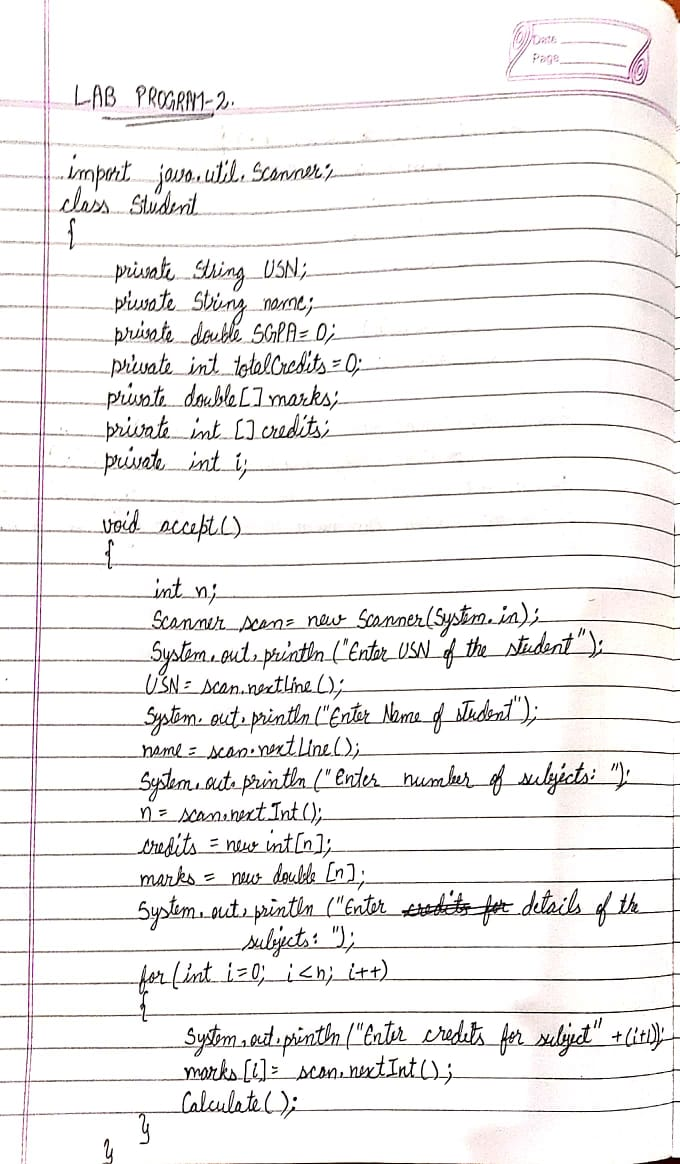 Date
Page
LAB PROGRAM-2.
import java.util.Scanner;
class Student
{
private String USN;
private String name;
private double SGPA= 0;
private int totalCredits = 0;
private double[] marks;
private int [] credits;
private int i;
void accept()
{
int n;
Scanner scan= new Scanner(System.in);
System.out.println ("Enter USN of the student");
USN = scan.nextLine();
System.out.println ("Enter Name of student");
name = scan.nextLine();
System.out.println ("Enter number of subjects: ");
n = scan.next Int();
credits = new int[n];
marks = new double [n];
System.out.println ("Enter credits for details of the
subjects: ");
for (int i=0; i<n; i++)
{
System.out.println ("Enter credits for subject" +(i+1));
marks [i]= scan.nextInt();
Calculate();
}
}